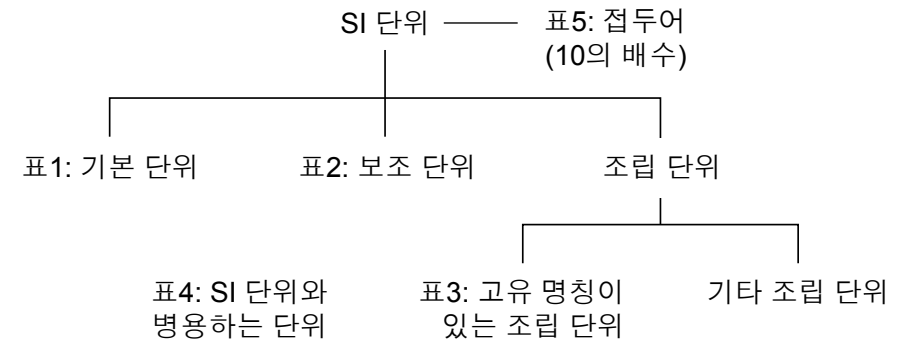 SI 단위
표5: 접두어
(10의 배수)
표1: 기본 단위
표2: 보조 단위
조립 단위
표4: SI 단위와
병용하는 단위
표3: 고유 명칭이
있는 조립 단위
기타 조립 단위